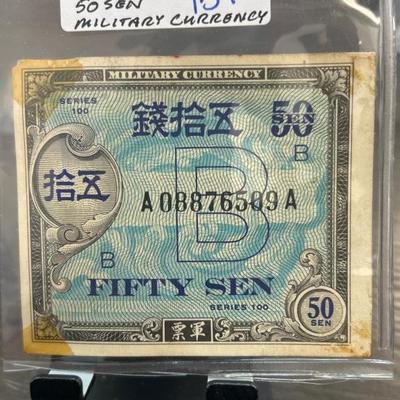 50 SEN
MILITARY CURRENCY
MILITARY CURRENCY
SERIES
100
錢拾五
50
SEN
B
拾五
B
A08876509A
B
FIFTY SEN
SERIES 100
50
SEN
票軍